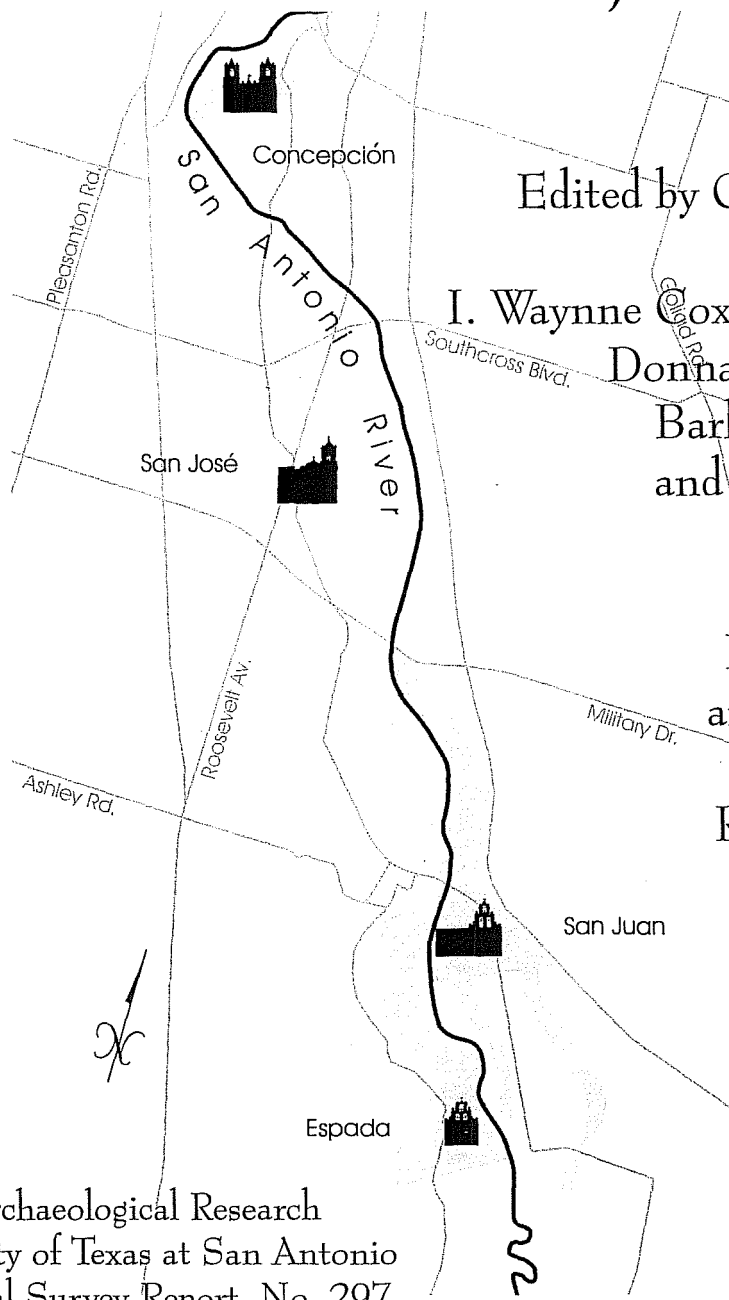 Concepción
San Antonio River
Pleasanton Rd.
Edited by
I. Waynne Cox
Goliad Rd.
Southcross Blvd.
Donna
San José
and
Roosevelt Av.
Military Dr.
Ashley Rd.
San Juan
Espada
Archaeological Research
ty of Texas at San Antonio
Survey Report, No. 297